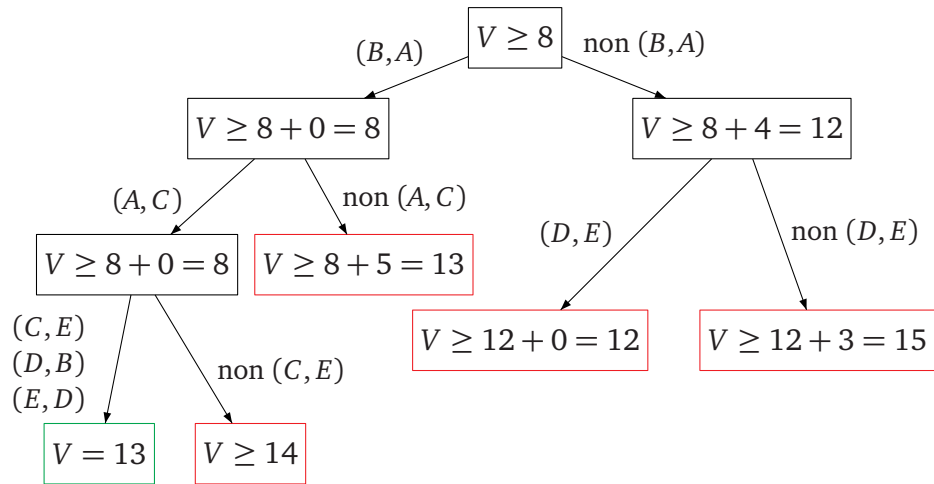 V ≥ 8
(B,A)
non (B,A)
V ≥ 8 + 0 = 8
V ≥ 8 + 4 = 12
(A,C)
non (A,C)
(D,E)
non (D,E)
V ≥ 8 + 0 = 8
V ≥ 8 + 5 = 13
V ≥ 12 + 0 = 12
V ≥ 12 + 3 = 15
(C,E)
(D,B)
(E,D)
non (C,E)
V = 13
V ≥ 14